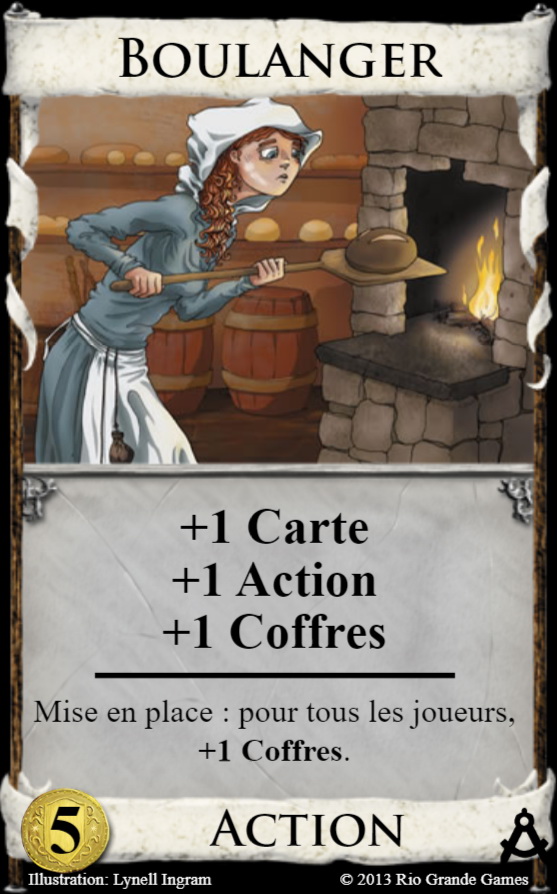 BOULANGER
+1 Carte
+1 Action
+1 Coffres
Mise en place : pour tous les joueurs,
+1 Coffres.
5
ACTION
Illustration: Lynell Ingram
© 2013 Rio Grande Games